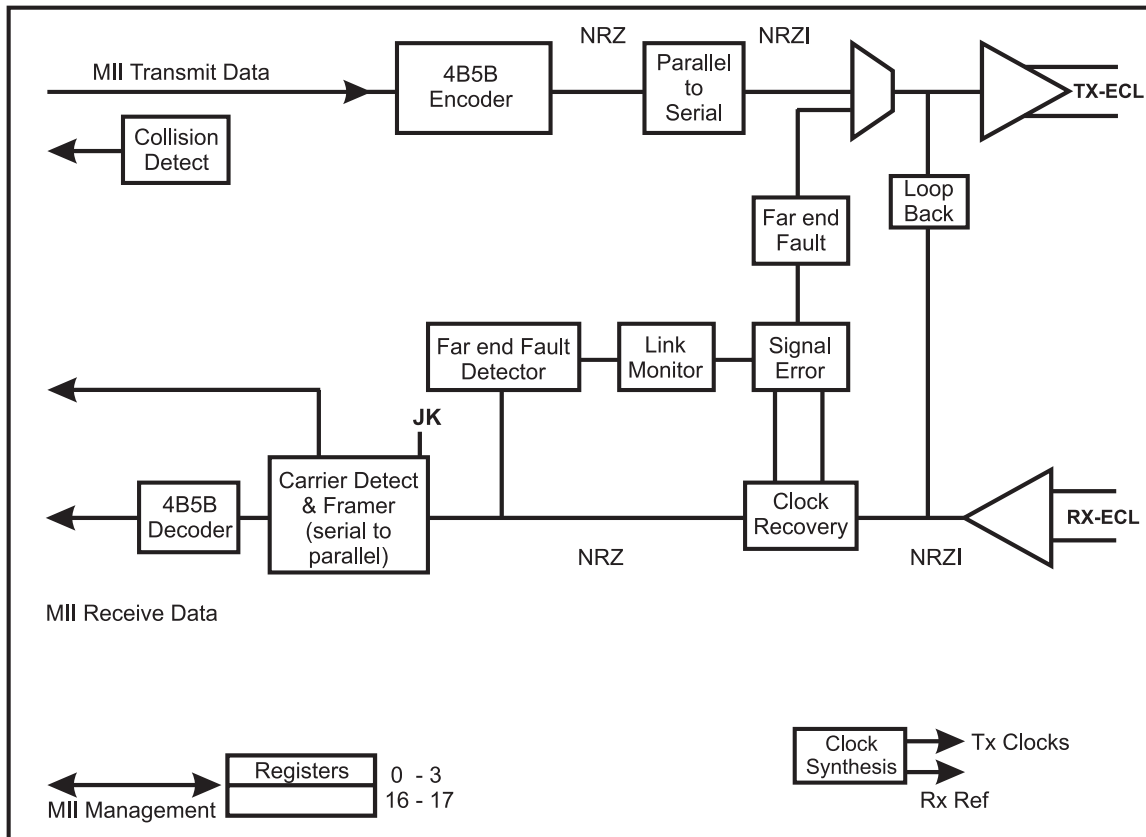 NRZ
NRZI
MII Transmit Data
4B5B
Encoder
Parallel
to
Serial
TX-ECL
Collision
Detect
Loop
Back
Far end
Fault
Far end Fault
Detector
Link
Monitor
Signal
Error
JK
4B5B
Decoder
Carrier Detect
& Framer
(serial to
parallel)
Clock
Recovery
RX-ECL
NRZ
NRZI
MII Receive Data
Registers
0 - 3
16 - 17
MII Management
Clock
Synthesis
Tx Clocks
Rx Ref